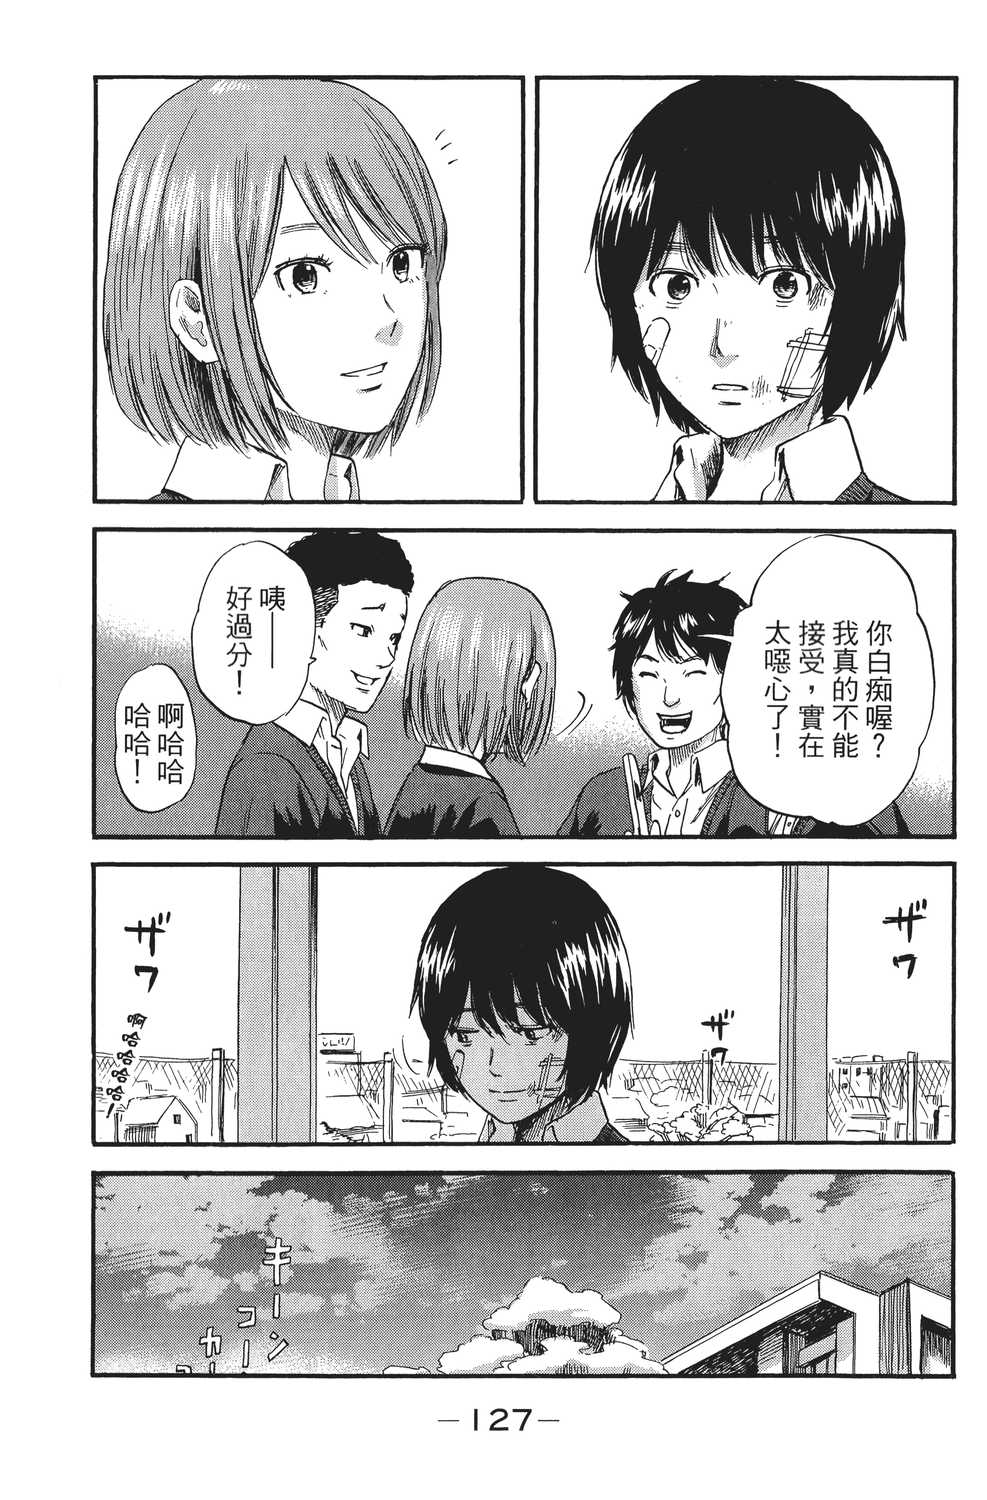 你白痴喔？
我真的不能
接受，實在
太噁心了！
咦——
好過分！
啊哈哈
哈哈！
ザワ
ザワ
ザワ
啊哈哈哈—哈—
キーン
コーン
カー
コ
—127—